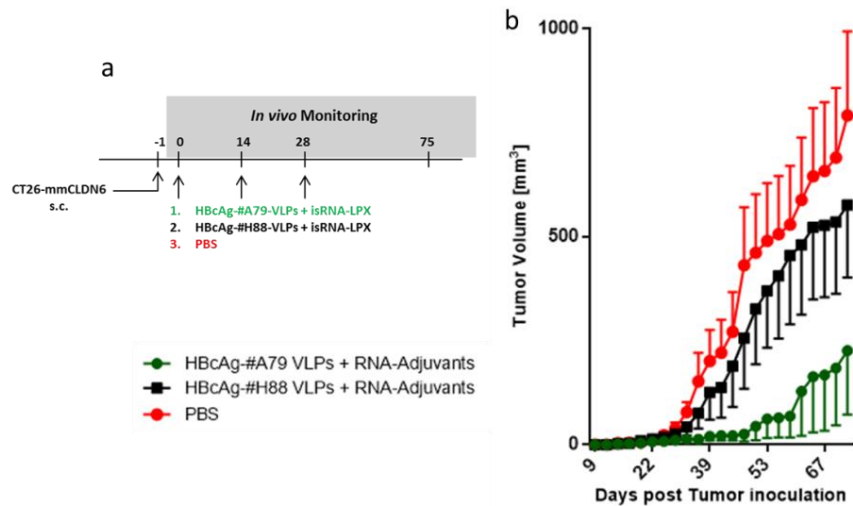 a
In vivo Monitoring
-1 0 14 28 75
CT26-mmCLDN6
s.c.
1. HBcAg-#A79-VLPs + isRNA-LPX
2. HBcAg-#H88-VLPs + isRNA-LPX
3. PBS
HBcAg-#A79 VLPs + RNA-Adjuvants
HBcAg-#H88 VLPs + RNA-Adjuvants
PBS
b
Tumor Volume [mm³]
1000
500
0
9 22 39 53 67
Days post Tumor inoculation